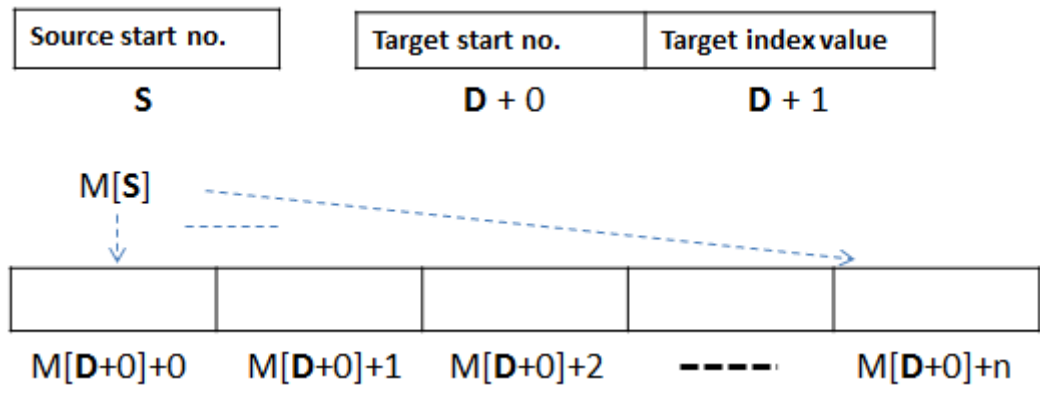 Source start no. Target start no. Target index value
S D + 0 D + 1
M[S]
M[D+0]+0 M[D+0]+1 M[D+0]+2 ----- M[D+0]+n